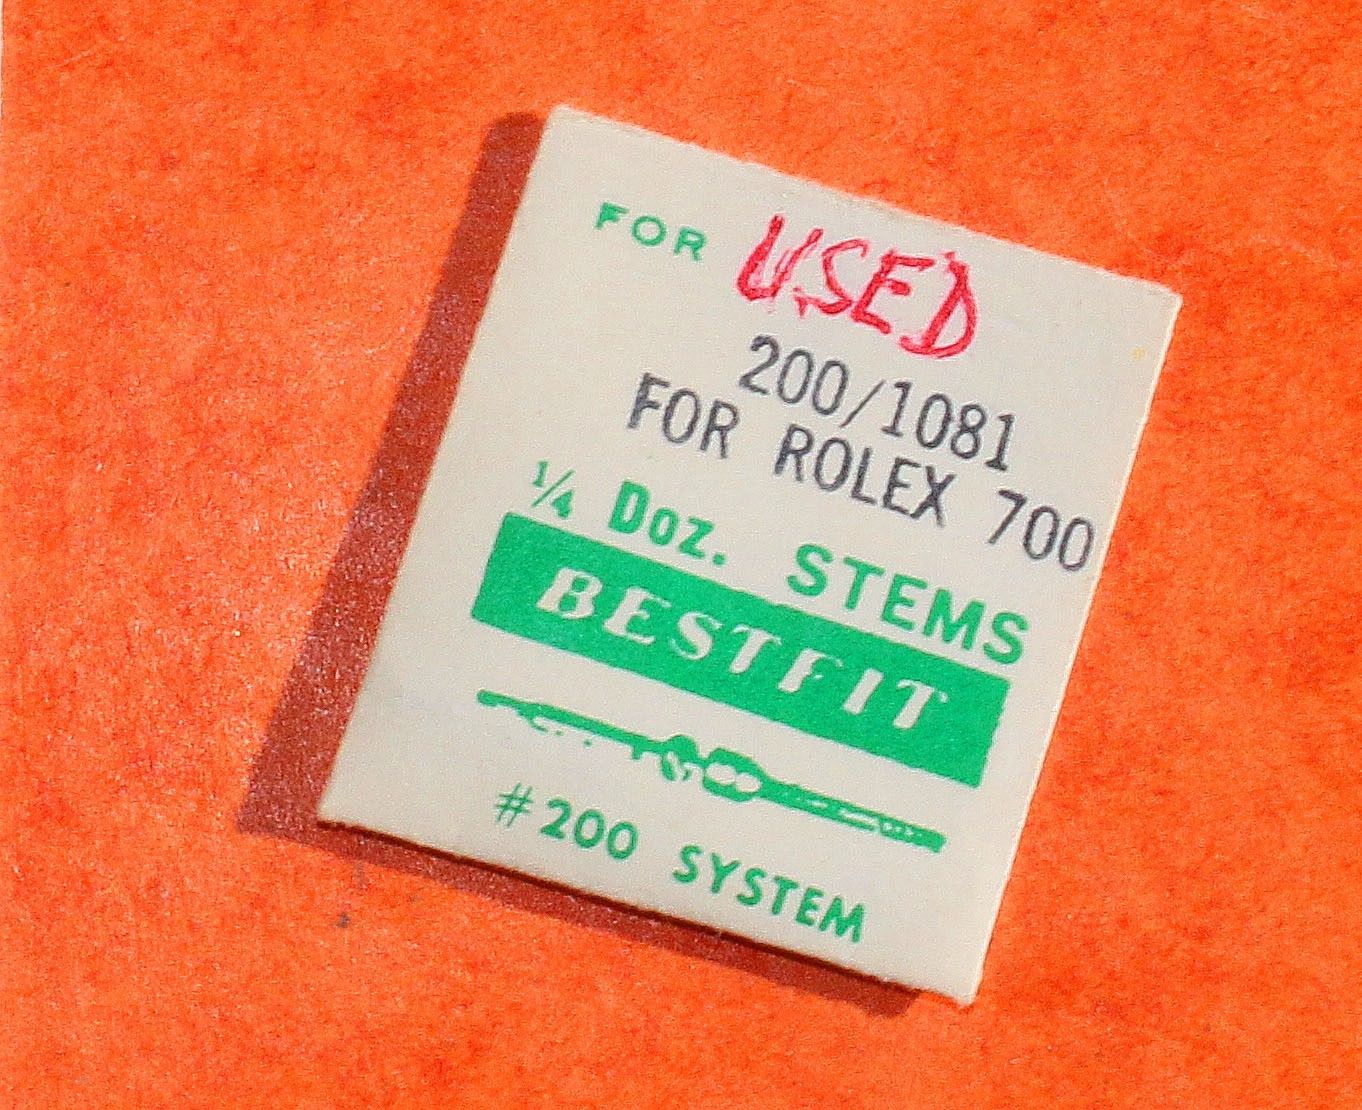 FOR USED
200/1081
FOR ROLEX 700
1/4 Doz. STEMS
BESTFIT
#200 SYSTEM